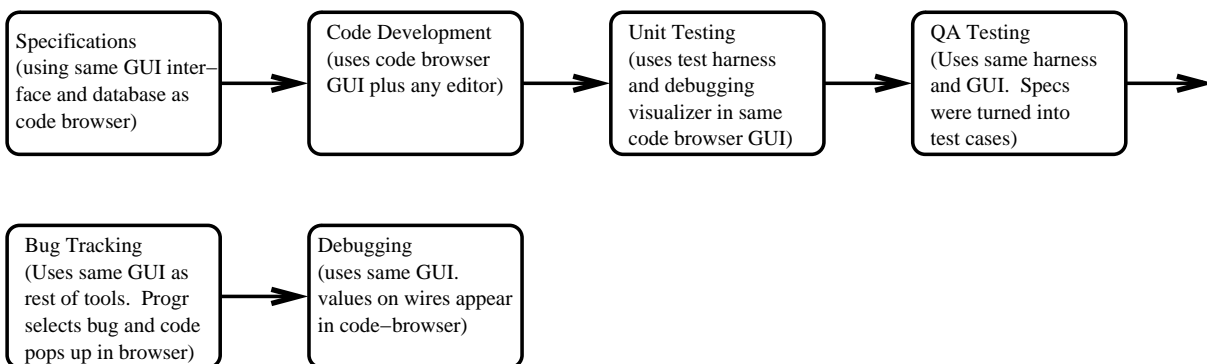 Specifications
(using same GUI inter–
face and database as
code browser)
Code Development
(uses code browser
GUI plus any editor)
Unit Testing
(uses test harness
and debugging
visualizer in same
code browser GUI)
QA Testing
(Uses same harness
and GUI. Specs
were turned into
test cases)
Bug Tracking
(Uses same GUI as
rest of tools. Progr
selects bug and code
pops up in browser)
Debugging
(uses same GUI.
values on wires appear
in code–browser)